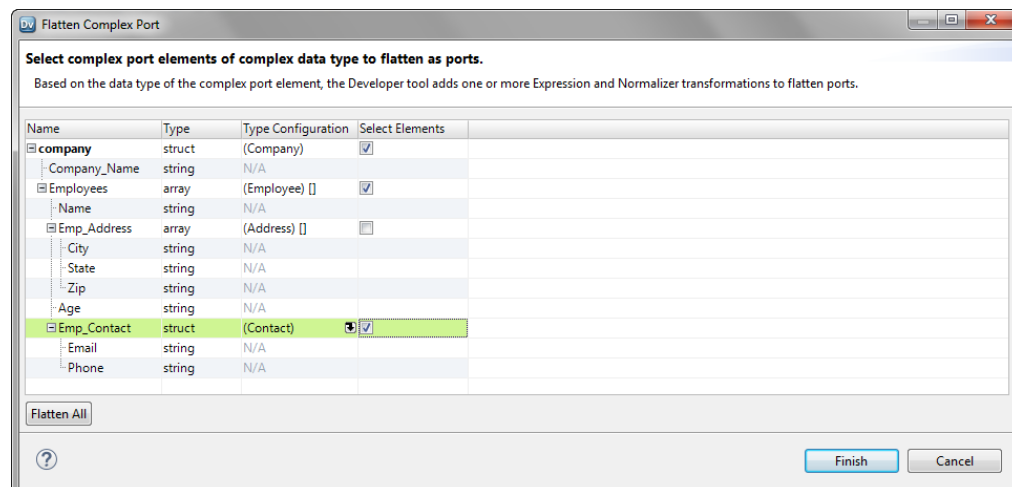 Dv Flatten Complex Port
Select complex port elements of complex data type to flatten as ports.
Based on the data type of the complex port element, the Developer tool adds one or more Expression and Normalizer transformations to flatten ports.
Name Type Type Configuration Select Elements
company struct (Company)
Company_Name string N/A
Employees array (Employee) []
Name string N/A
Emp_Address array (Address) []
City string N/A
State string N/A
Zip string N/A
Age string N/A
Emp_Contact struct (Contact)
Email string N/A
Phone string N/A
Flatten All
? Finish Cancel